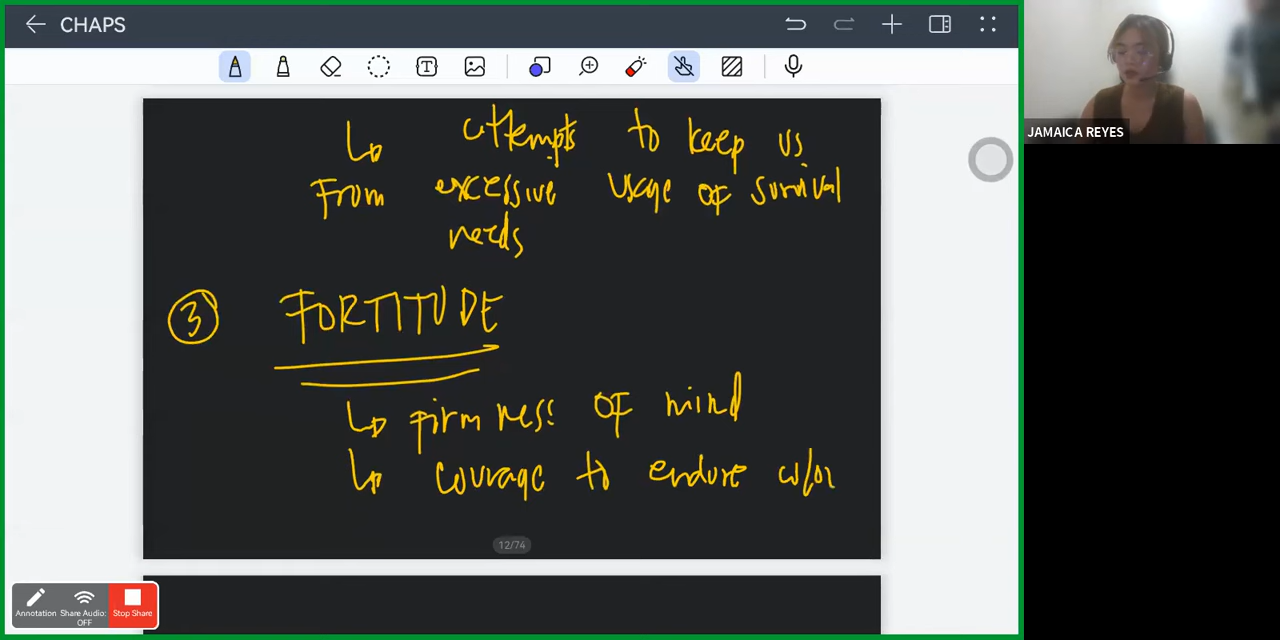 CHAPS
↳ attempts to keep us
From excessive usage of survival
needs
③ FORTITUDE
↳ firmness of mind
↳ courage to endure w/or
12/74
Annotation
Share Audio: OFF
Stop Share
JAMAICA REYES